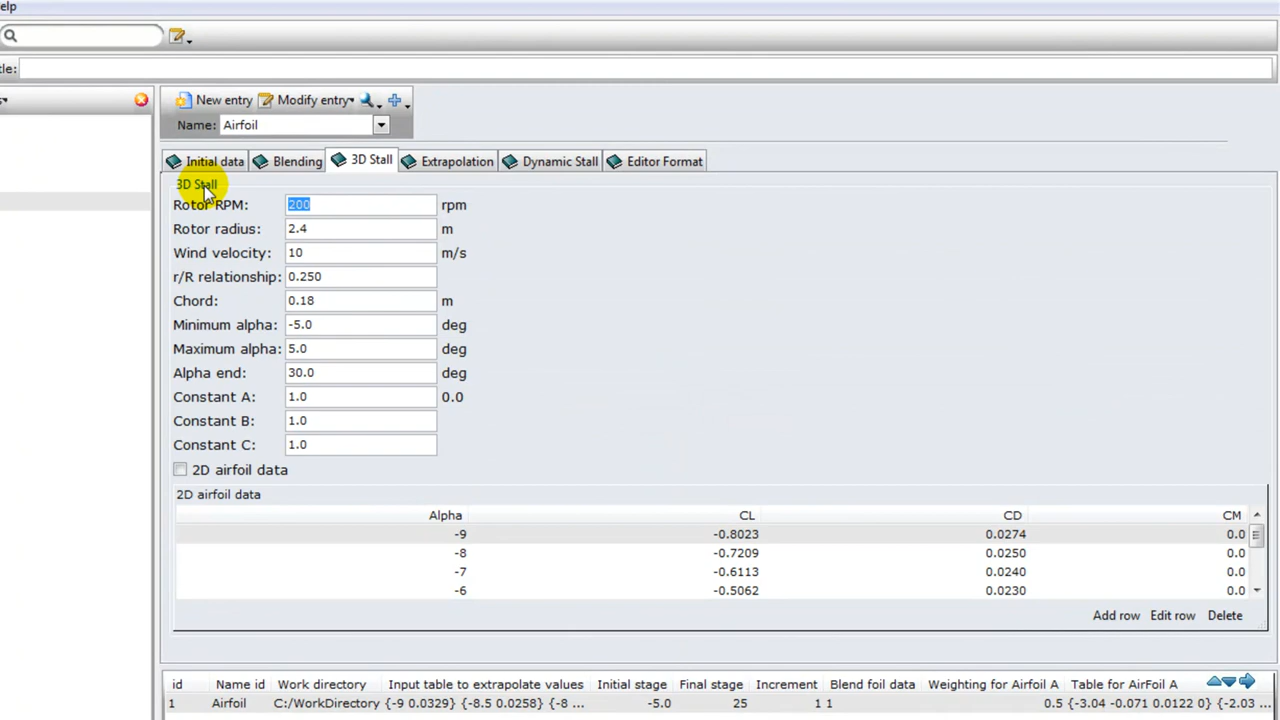 elp
tle:
New entry Modify entry
Name: Airfoil
Initial data Blending 3D Stall Extrapolation Dynamic Stall Editor Format
3D Stall
Rotor RPM: 200 rpm
Rotor radius: 2.4 m
Wind velocity: 10 m/s
r/R relationship: 0.250
Chord: 0.18 m
Minimum alpha: -5.0 deg
Maximum alpha: 5.0 deg
Alpha end: 30.0 deg
Constant A: 1.0 0.0
Constant B: 1.0
Constant C: 1.0
2D airfoil data
2D airfoil data
Alpha CL CD CM
-9 -0.8023 0.0274 0.0
-8 -0.7209 0.0250 0.0
-7 -0.6113 0.0240 0.0
-6 -0.5062 0.0230 0.0
Add row Edit row Delete
id Name id Work directory Input table to extrapolate values Initial stage Final stage Increment Blend foil data Weighting for Airfoil A Table for AirFoil A
1 Airfoil C:/WorkDirectory {-9 0.0329} {-8.5 0.0258} {-8 ... -5.0 25 1 1 0.5 {-3.04 -0.071 0.0122 0} {-2.03 ...